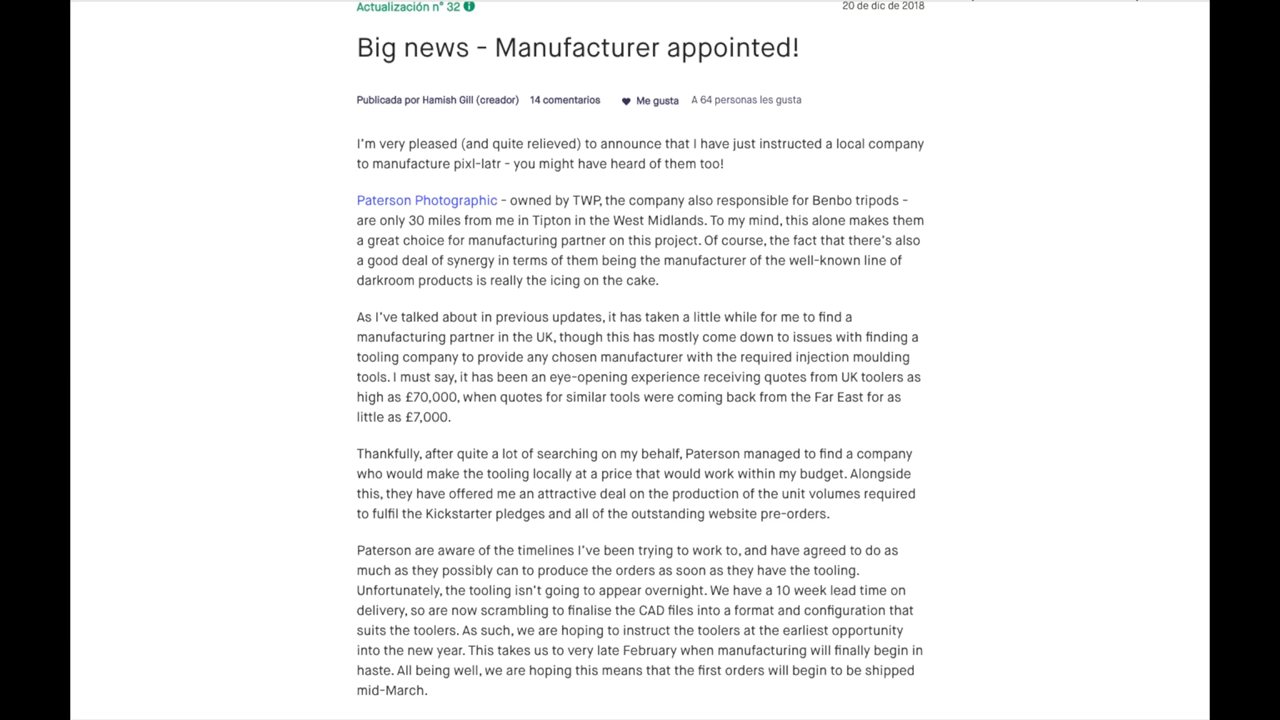 Actualización nº 32
20 de dic de 2018
Big news - Manufacturer appointed!
Publicada por Hamish Gill (creador) 14 comentarios Me gusta A 64 personas les gusta
I'm very pleased (and quite relieved) to announce that I have just instructed a local company
to manufacture pixl-latr - you might have heard of them too!
Paterson Photographic - owned by TWP, the company also responsible for Benbo tripods -
are only 30 miles from me in Tipton in the West Midlands. To my mind, this alone makes them
a great choice for manufacturing partner on this project. Of course, the fact that there's also
a good deal of synergy in terms of them being the manufacturer of the well-known line of
darkroom products is really the icing on the cake.
As I've talked about in previous updates, it has taken a little while for me to find a
manufacturing partner in the UK, though this has mostly come down to issues with finding a
tooling company to provide any chosen manufacturer with the required injection moulding
tools. I must say, it has been an eye-opening experience receiving quotes from UK toolers as
high as £70,000, when quotes for similar tools were coming back from the Far East for as
little as £7,000.
Thankfully, after quite a lot of searching on my behalf, Paterson managed to find a company
who would make the tooling locally at a price that would work within my budget. Alongside
this, they have offered me an attractive deal on the production of the unit volumes required
to fulfil the Kickstarter pledges and all of the outstanding website pre-orders.
Paterson are aware of the timelines I've been trying to work to, and have agreed to do as
much as they possibly can to produce the orders as soon as they have the tooling.
Unfortunately, the tooling isn't going to appear overnight. We have a 10 week lead time on
delivery, so are now scrambling to finalise the CAD files into a format and configuration that
suits the toolers. As such, we are hoping to instruct the toolers at the earliest opportunity
into the new year. This takes us to very late February when manufacturing will finally begin in
haste. All being well, we are hoping this means that the first orders will begin to be shipped
mid-March.